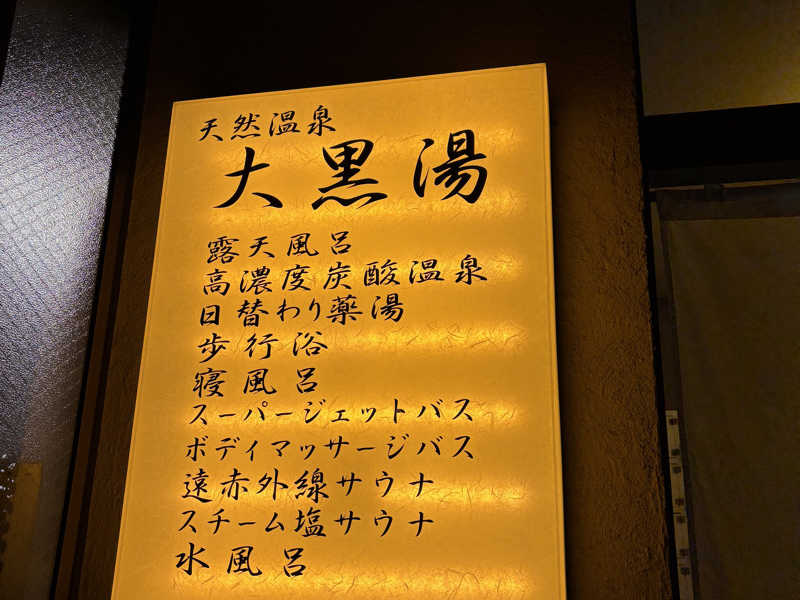 天然温泉
大黒湯
露天風呂
高濃度炭酸温泉
日替わり薬湯
歩行浴
寝風呂
スーパージェットバス
ボディマッサージバス
遠赤外線サウナ
スチーム塩サウナ
水風呂